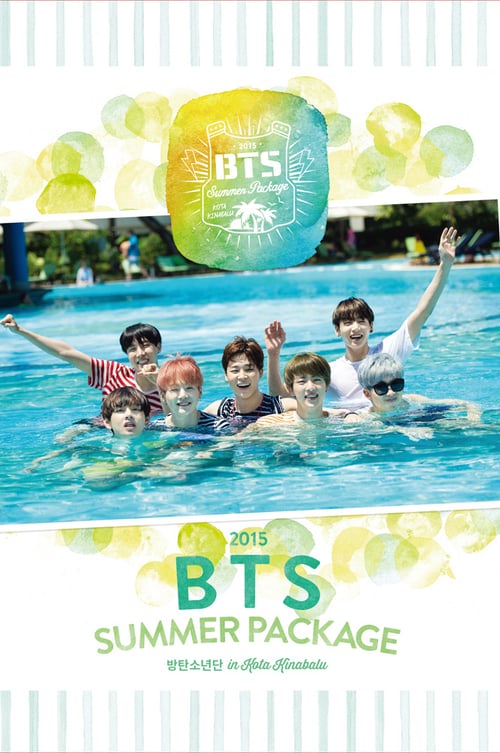 2015
BTS
Summer Package
KOTA
KINABALU
2015
BTS
SUMMER PACKAGE
방탄소년단 in Kota Kinabalu